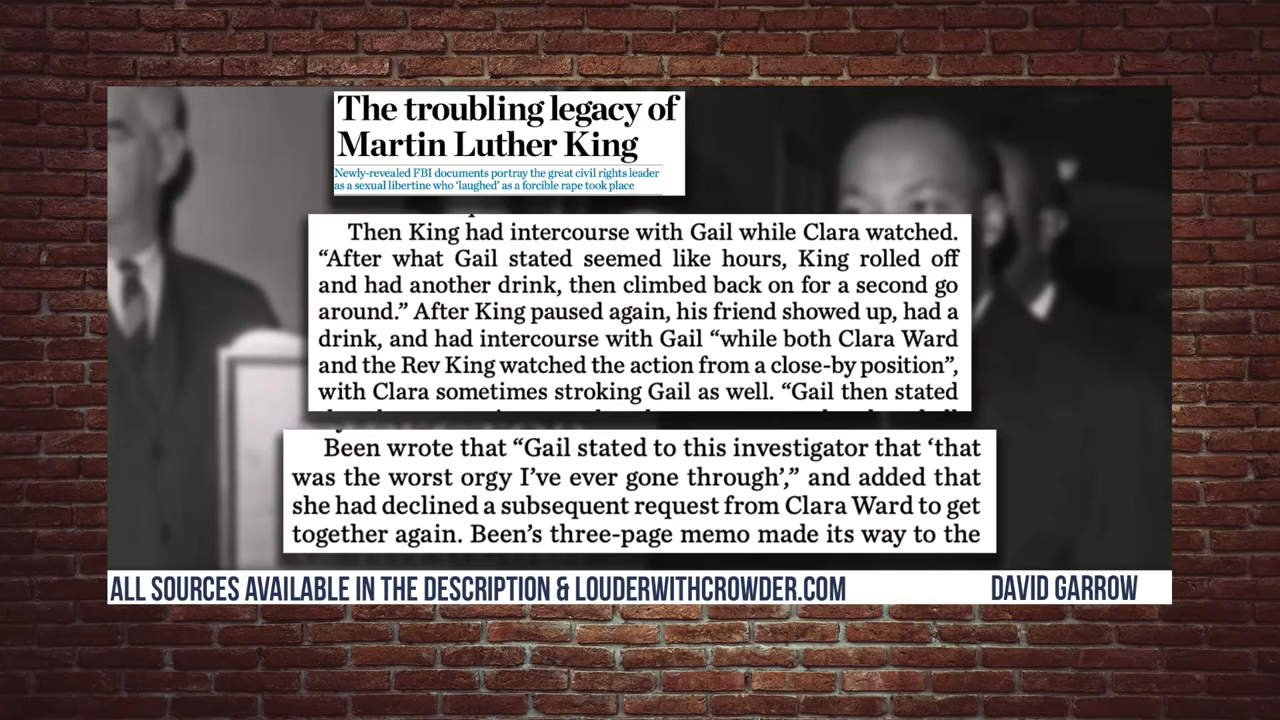 The troubling legacy of
Martin Luther King
Newly-revealed FBI documents portray the great civil rights leader
as a sexual libertine who ‘laughed’ as a forcible rape took place
Then King had intercourse with Gail while Clara watched.
“After what Gail stated seemed like hours, King rolled off
and had another drink, then climbed back on for a second go
around.” After King paused again, his friend showed up, had a
drink, and had intercourse with Gail “while both Clara Ward
and the Rev King watched the action from a close-by position”,
with Clara sometimes stroking Gail as well. “Gail then stated
Been wrote that “Gail stated to this investigator that ‘that
was the worst orgy I’ve ever gone through’,” and added that
she had declined a subsequent request from Clara Ward to get
together again. Been’s three-page memo made its way to the
ALL SOURCES AVAILABLE IN THE DESCRIPTION & LOUDERWITHCROWDER.COM
DAVID GARROW